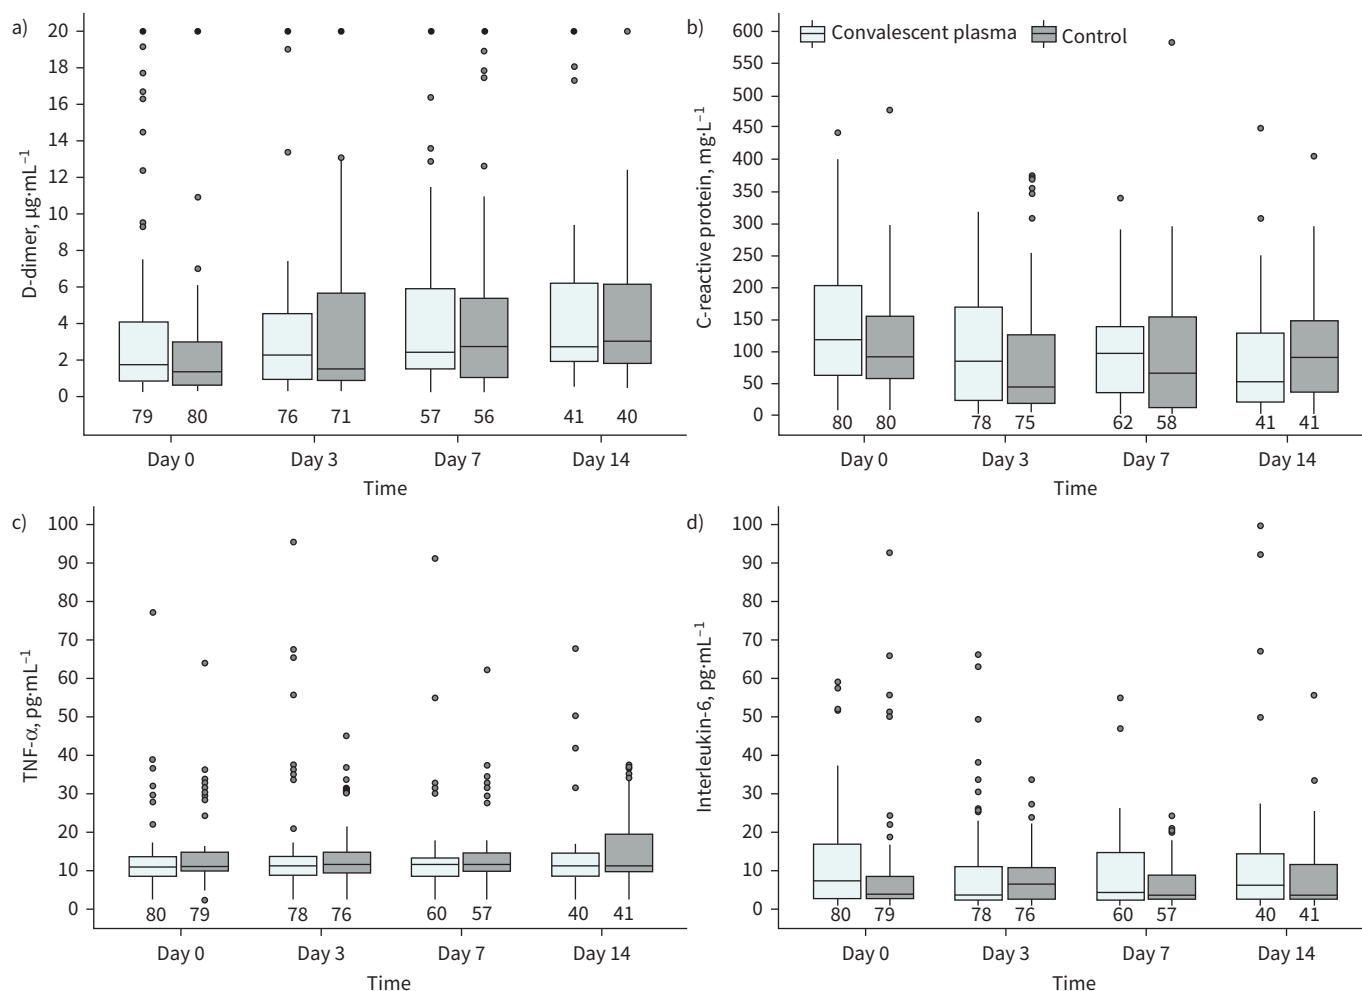 a)
D-dimer, µg·mL⁻¹
20
18
16
14
12
10
8
6
4
2
0
79 80 76 71 57 56 41 40
Day 0 Day 3 Day 7 Day 14
Time
b)
Convalescent plasma Control
C-reactive protein, mg·L⁻¹
600
550
500
450
400
350
300
250
200
150
100
50
0
80 80 78 75 62 58 41 41
Day 0 Day 3 Day 7 Day 14
Time
c)
TNF-α, pg·mL⁻¹
100
90
80
70
60
50
40
30
20
10
0
80 79 78 76 60 57 40 41
Day 0 Day 3 Day 7 Day 14
Time
d)
Interleukin-6, pg·mL⁻¹
100
90
80
70
60
50
40
30
20
10
0
80 79 78 76 60 57 40 41
Day 0 Day 3 Day 7 Day 14
Time